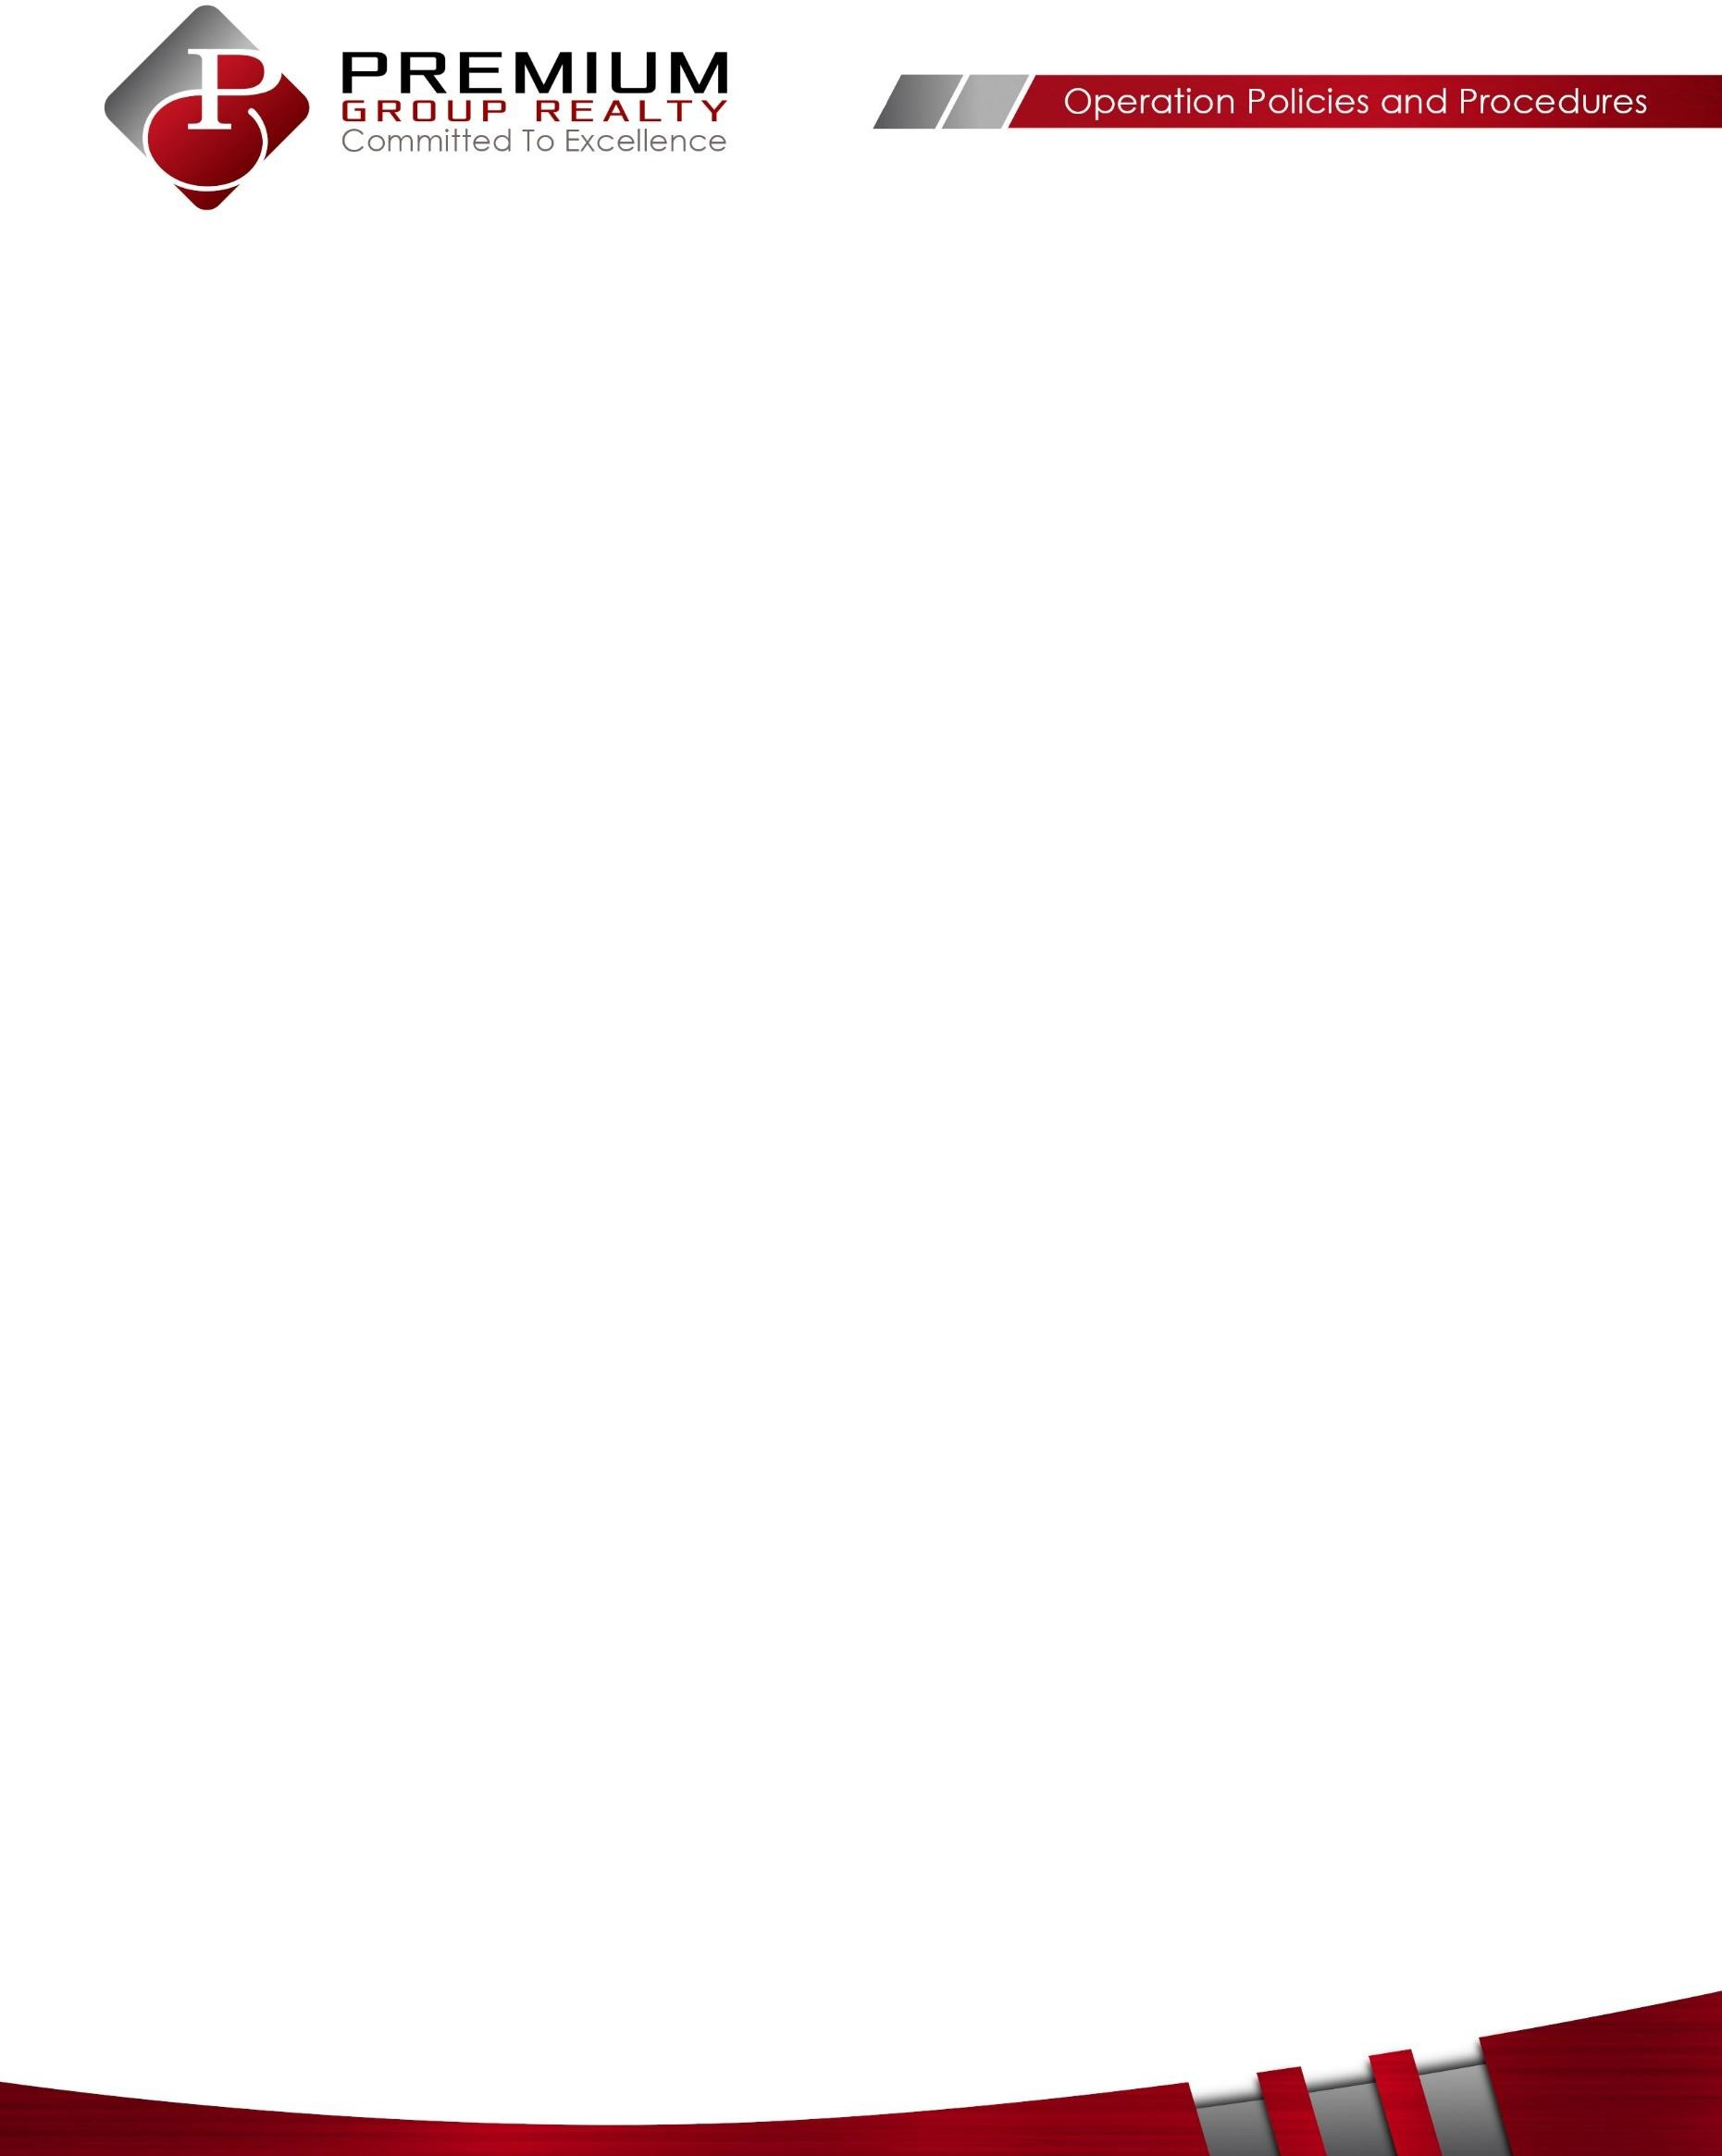 PREMIUM
GROUP REALTY
Committed To Excellence
Operation Policies and Procedures